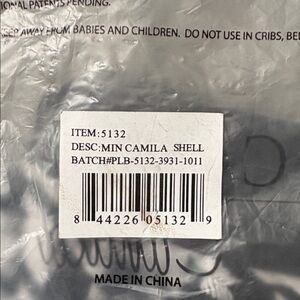 IONAL PATENTS PENDING.
KEEP AWAY FROM BABIES AND CHILDREN. DO NOT USE IN CRIBS, BE
ITEM:5132
DESC:MIN CAMILA SHELL
BATCH#PLB-5132-3931-1011
8 44226 05132 9
MADE IN CHINA